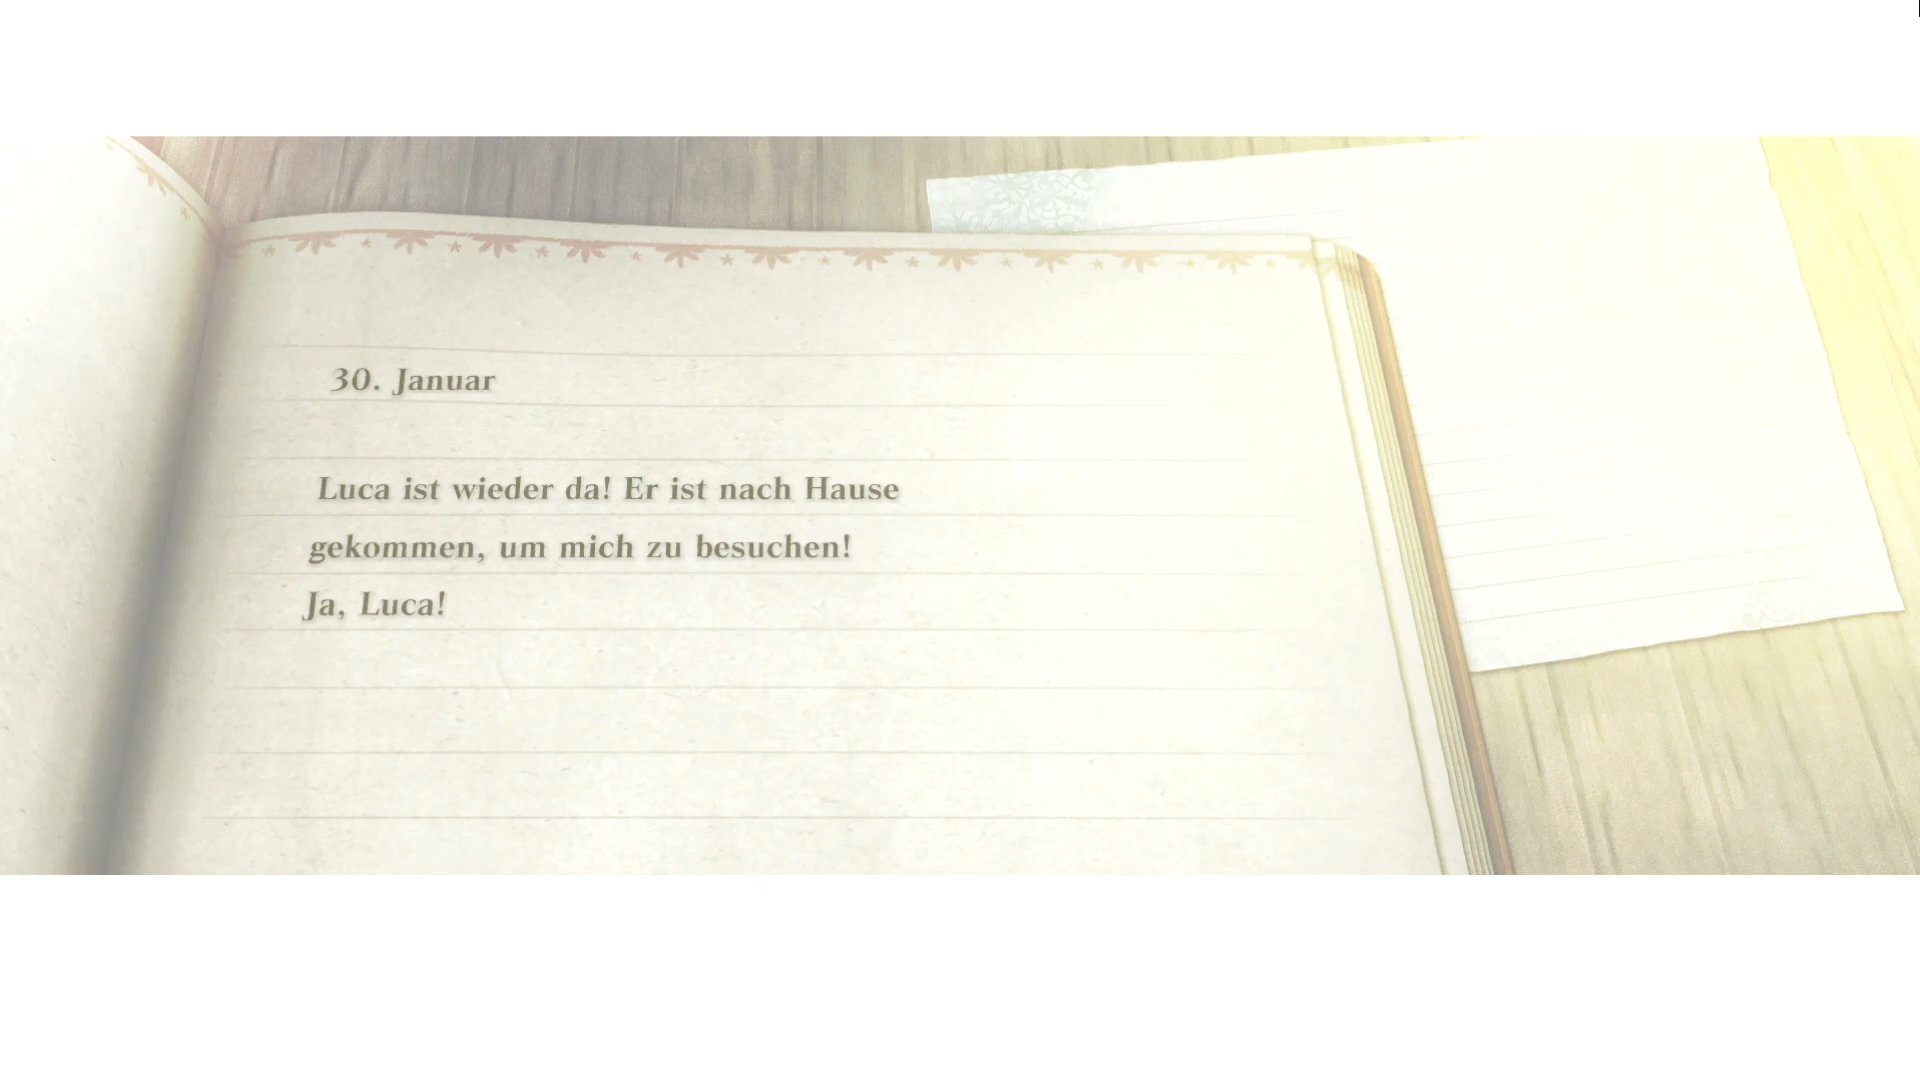 30. Januar
Luca ist wieder da! Er ist nach Hause
gekommen, um mich zu besuchen!
Ja, Luca!